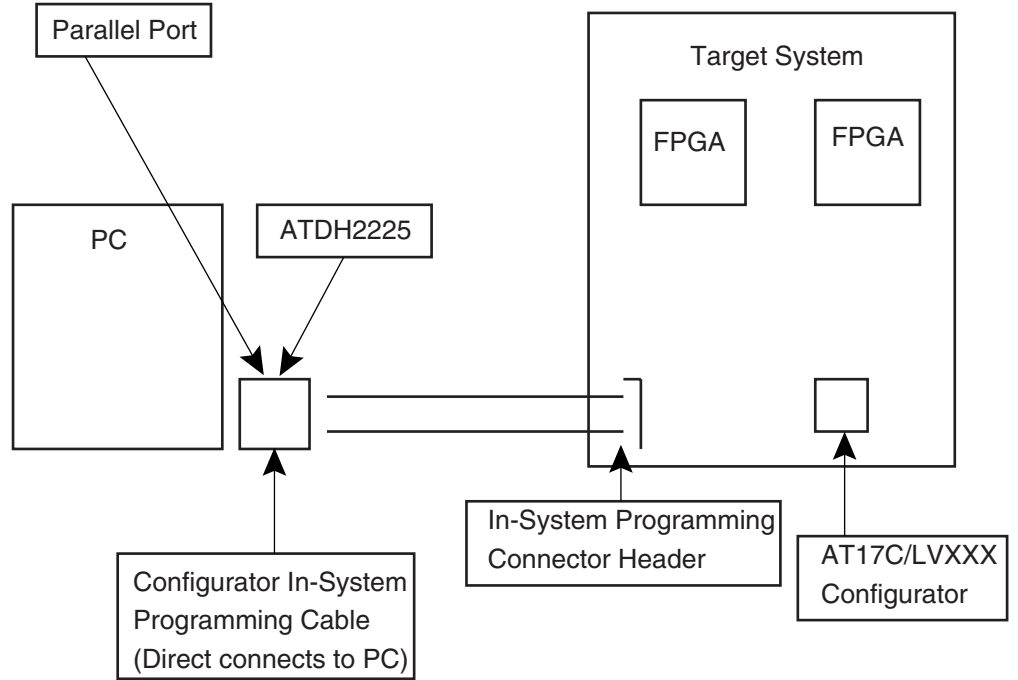 Parallel Port
Target System
FPGA
FPGA
PC
ATDH2225
In-System Programming
Connector Header
AT17C/LVXXX
Configurator
Configurator In-System
Programming Cable
(Direct connects to PC)